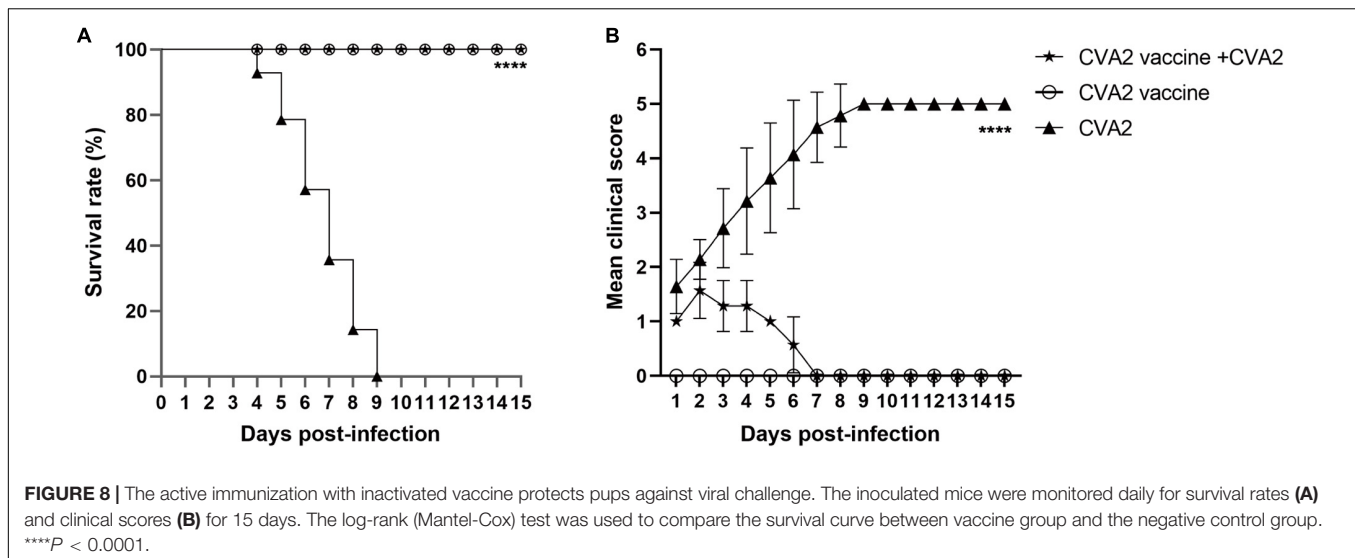 A
100
80
60
40
20
0
Survival rate (%)
****
0 1 2 3 4 5 6 7 8 9 10 11 12 13 14 15
Days post-infection
B
6
5
4
3
2
1
0
Mean clinical score
****
1 2 3 4 5 6 7 8 9 10 11 12 13 14 15
Days post-infection
CVA2 vaccine +CVA2
CVA2 vaccine
CVA2
FIGURE 8 | The active immunization with inactivated vaccine protects pups against viral challenge. The inoculated mice were monitored daily for survival rates (A)
and clinical scores (B) for 15 days. The log-rank (Mantel-Cox) test was used to compare the survival curve between vaccine group and the negative control group.
****P < 0.0001.